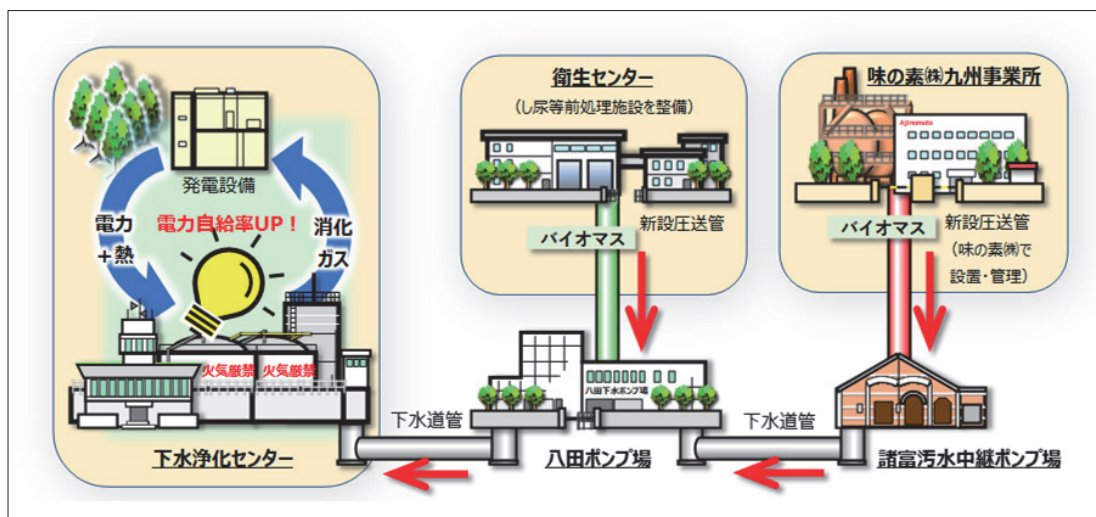 発電設備
電力
+熱
電力自給率UP！
消化
ガス
火気厳禁
火気厳禁
下水浄化センター
衛生センター
(し尿等前処理施設を整備)
新設圧送管
バイオマス
八田下水ポンプ場
下水道管
八田ポンプ場
味の素㈱九州事業所
Ajinomoto
バイオマス
新設圧送管
(味の素㈱で
設置・管理)
下水道管
諸富汚水中継ポンプ場